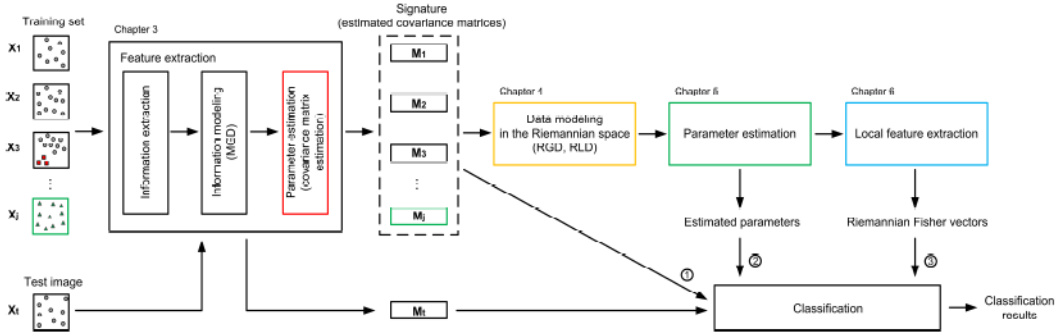 Training set
Signature
(estimated covariance matrices)
Chapter 3
X1
Feature extraction
M1
X2
M2
Information extraction
Information modeling
(MGD)
Parameter estimation
(covariance matrix
estimation)
X3
M3
⋮
⋮
Xj
Mj
Chapter 4
Data modeling
in the Riemannian space
(RGD, RLD)
Chapter 5
Parameter estimation
Chapter 6
Local feature extraction
Estimated parameters
Riemannian Fisher vectors
1
2
3
Test image
Xt
Mt
Classification
Classification
results